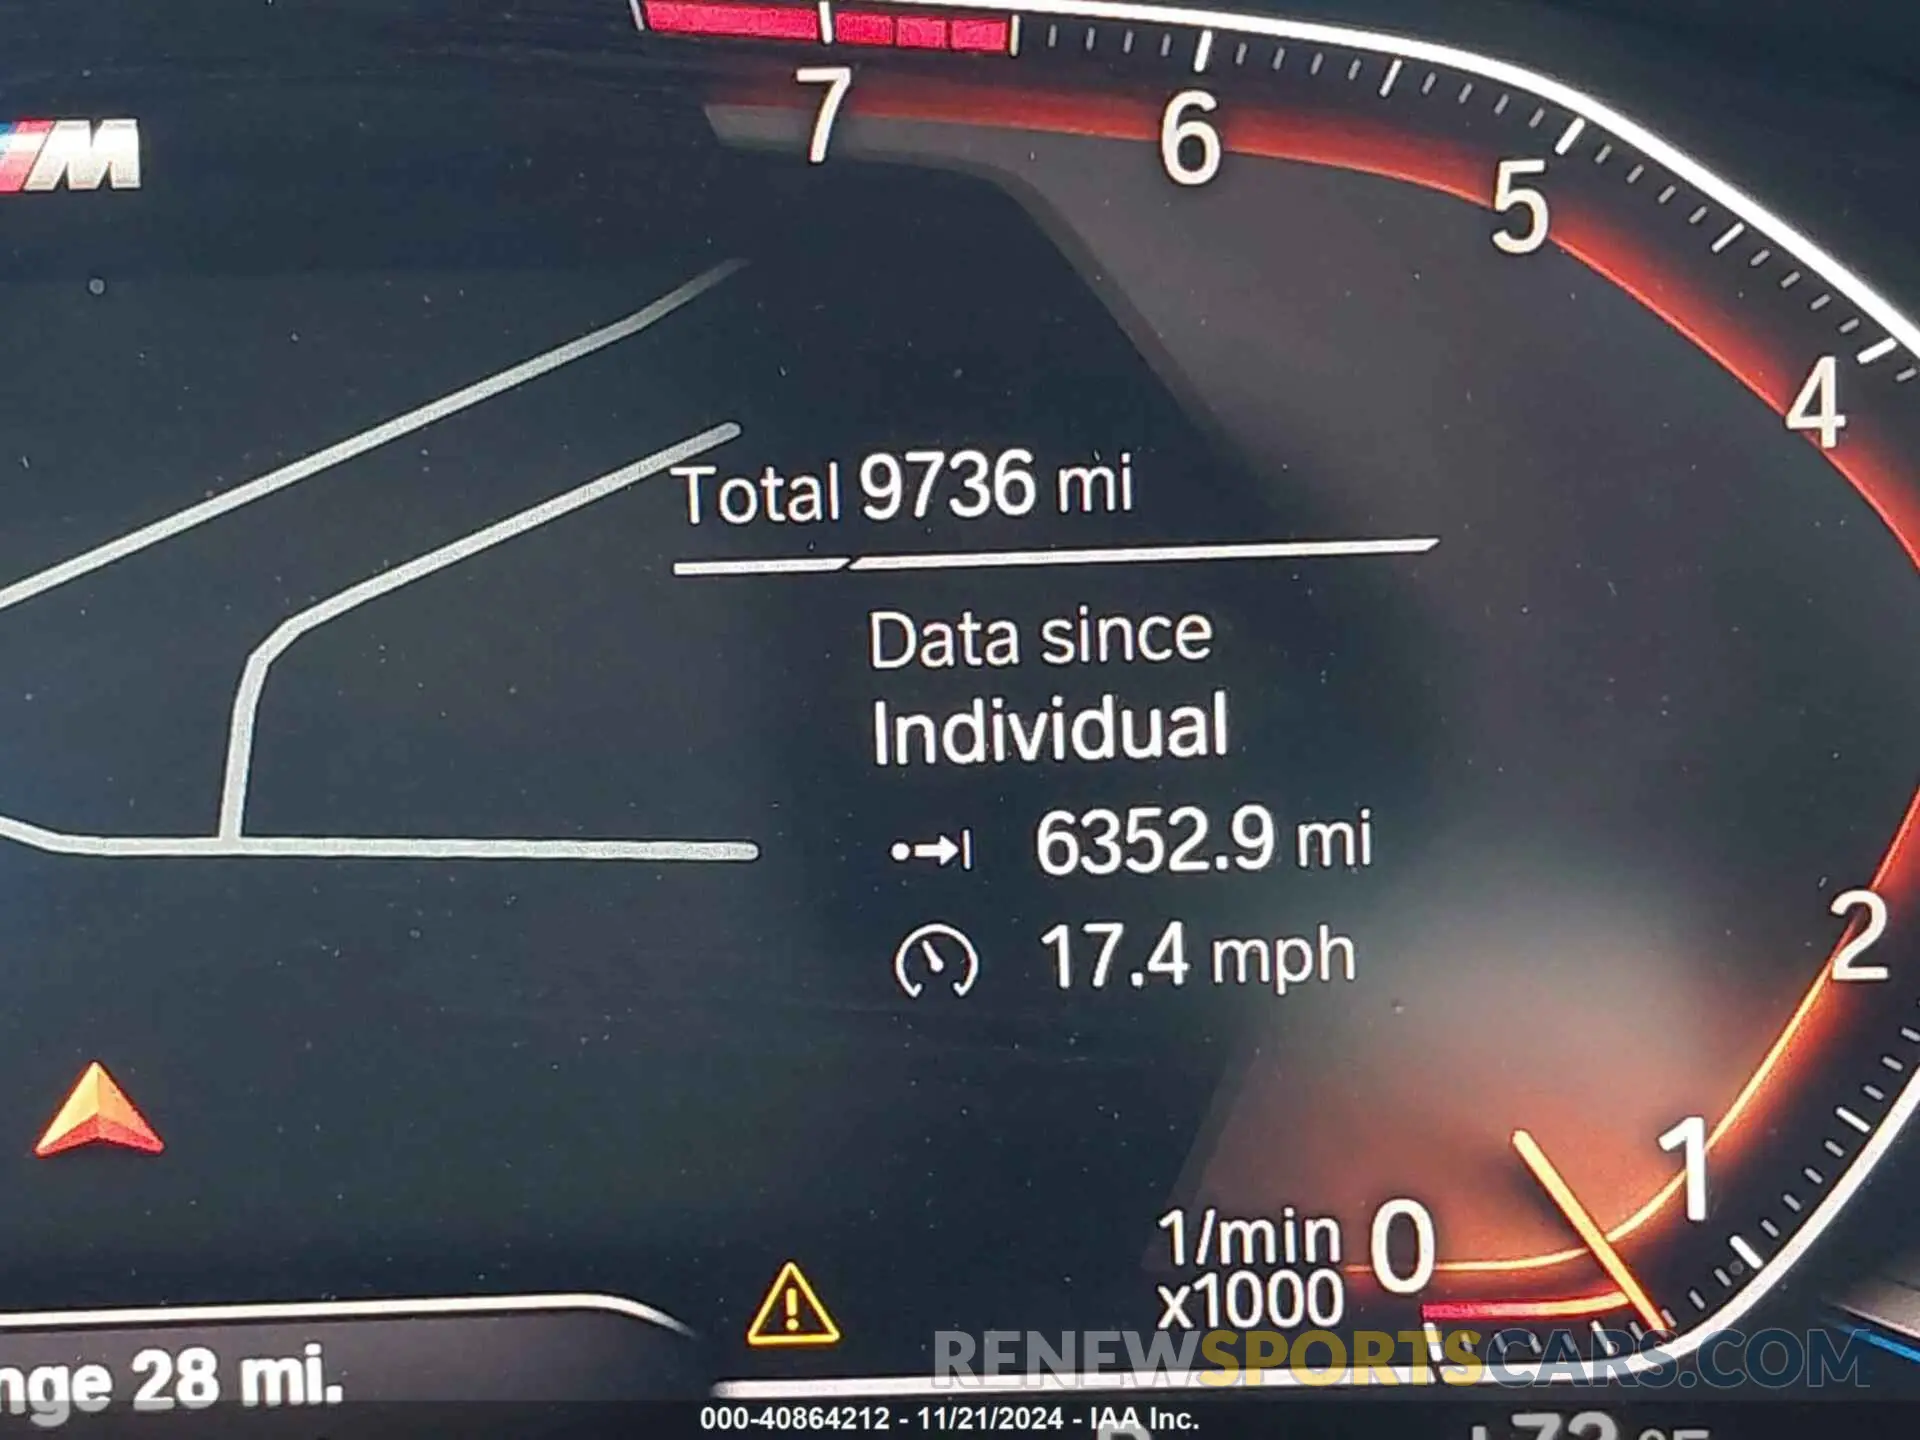 7
6
5
M
4
Total 9736 mi
Data since
Individual
6352.9 mi
2
17.4 mph
1
1/min 0
x1000
nge 28 mi.
RENEWSPORTSCARS.COM
000-40864212 - 11/21/2024 - IAA Inc.